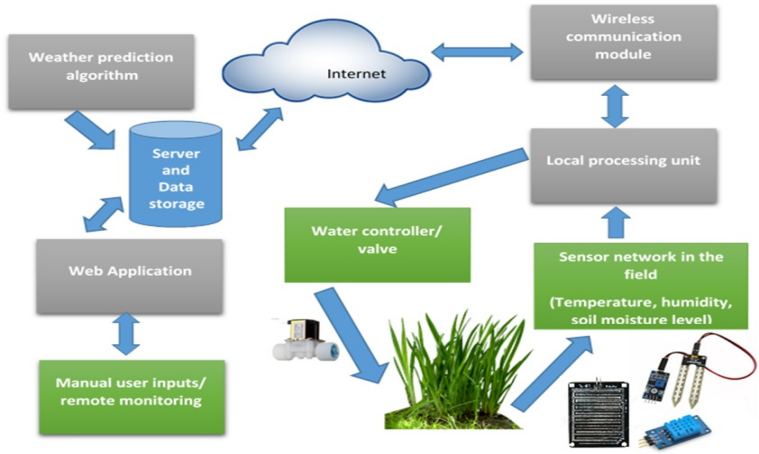 Weather prediction
algorithm
Internet
Wireless
communication
module
Server
and
Data
storage
Local processing unit
Water controller/
valve
Web Application
Sensor network in the
field
(Temperature, humidity,
soil moisture level)
Manual user inputs/
remote monitoring